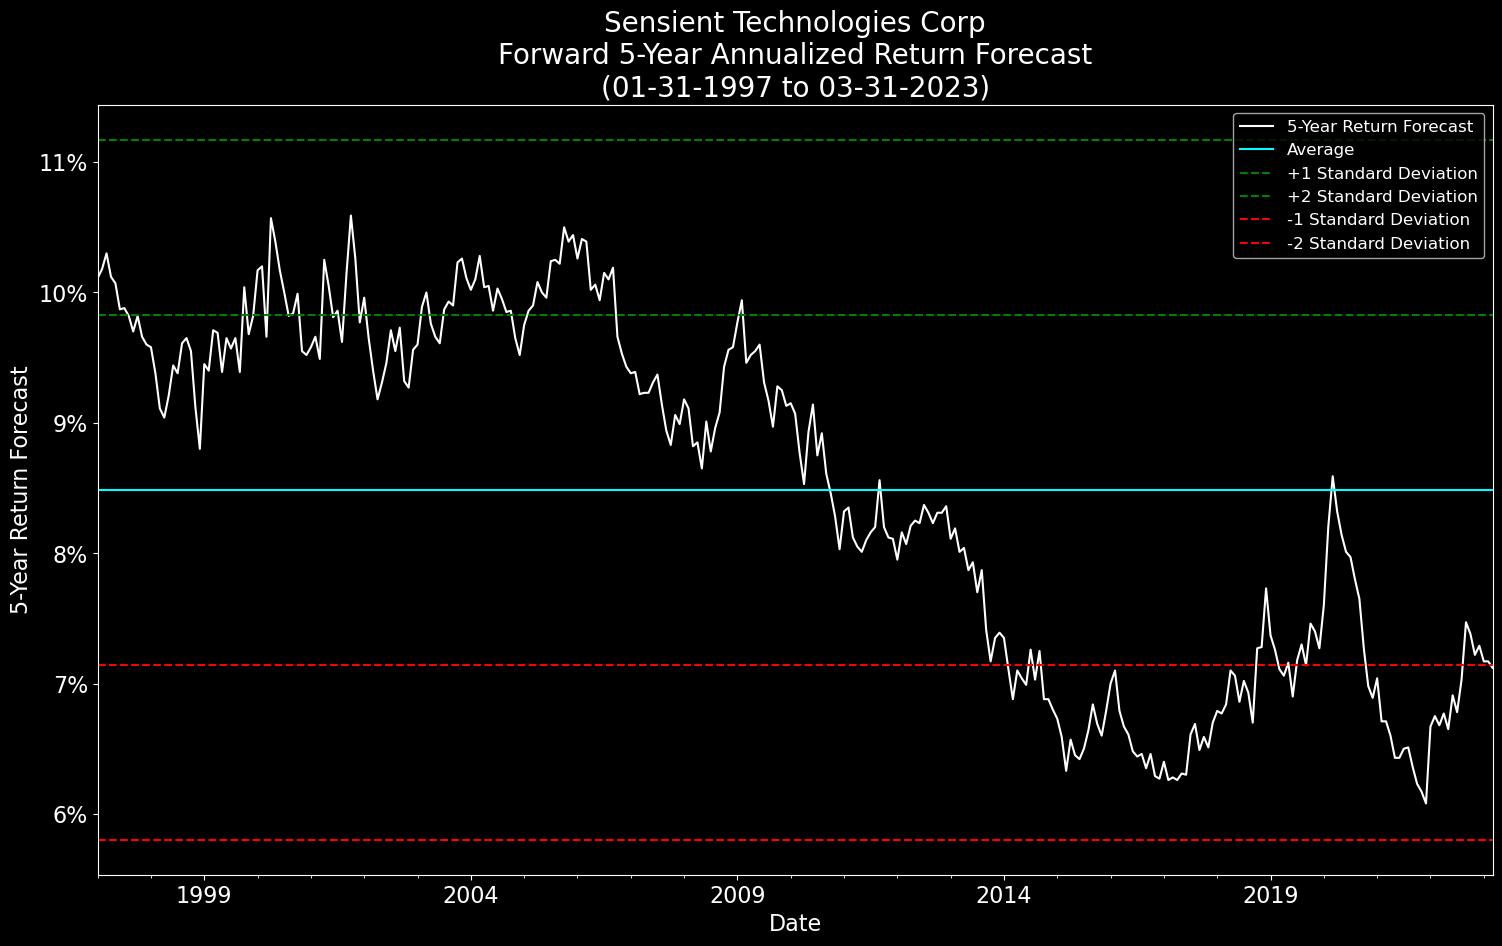 Sensient Technologies Corp
Forward 5-Year Annualized Return Forecast
(01-31-1997 to 03-31-2023)
5-Year Return Forecast
Average
+1 Standard Deviation
+2 Standard Deviation
-1 Standard Deviation
-2 Standard Deviation
11%
10%
9%
8%
7%
6%
5-Year Return Forecast
1999
2004
2009
2014
2019
Date